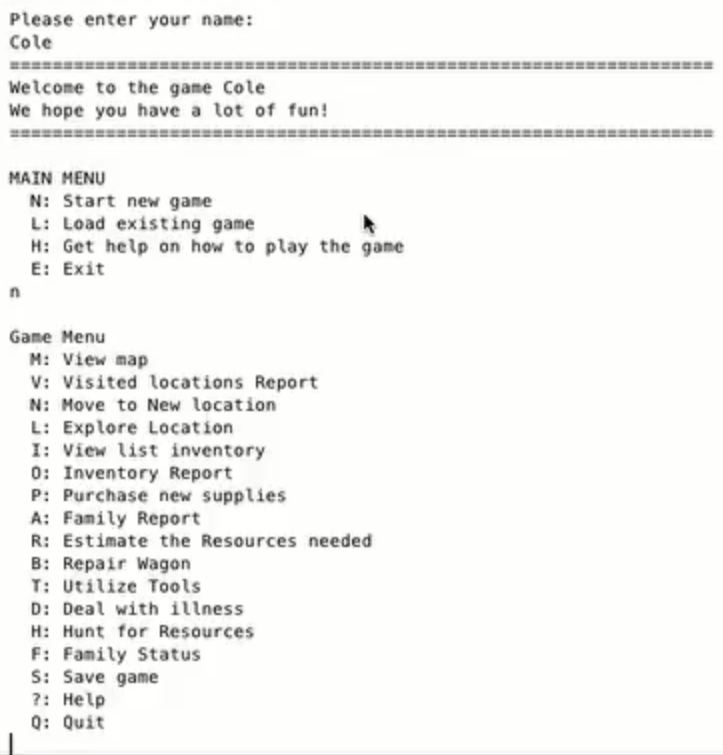 Please enter your name:
Cole
==================================================================
Welcome to the game Cole
We hope you have a lot of fun!
==================================================================
MAIN MENU
N: Start new game
L: Load existing game
H: Get help on how to play the game
E: Exit
n
Game Menu
M: View map
V: Visited locations Report
N: Move to New location
L: Explore Location
I: View list inventory
O: Inventory Report
P: Purchase new supplies
A: Family Report
R: Estimate the Resources needed
B: Repair Wagon
T: Utilize Tools
D: Deal with illness
H: Hunt for Resources
F: Family Status
S: Save game
?: Help
Q: Quit